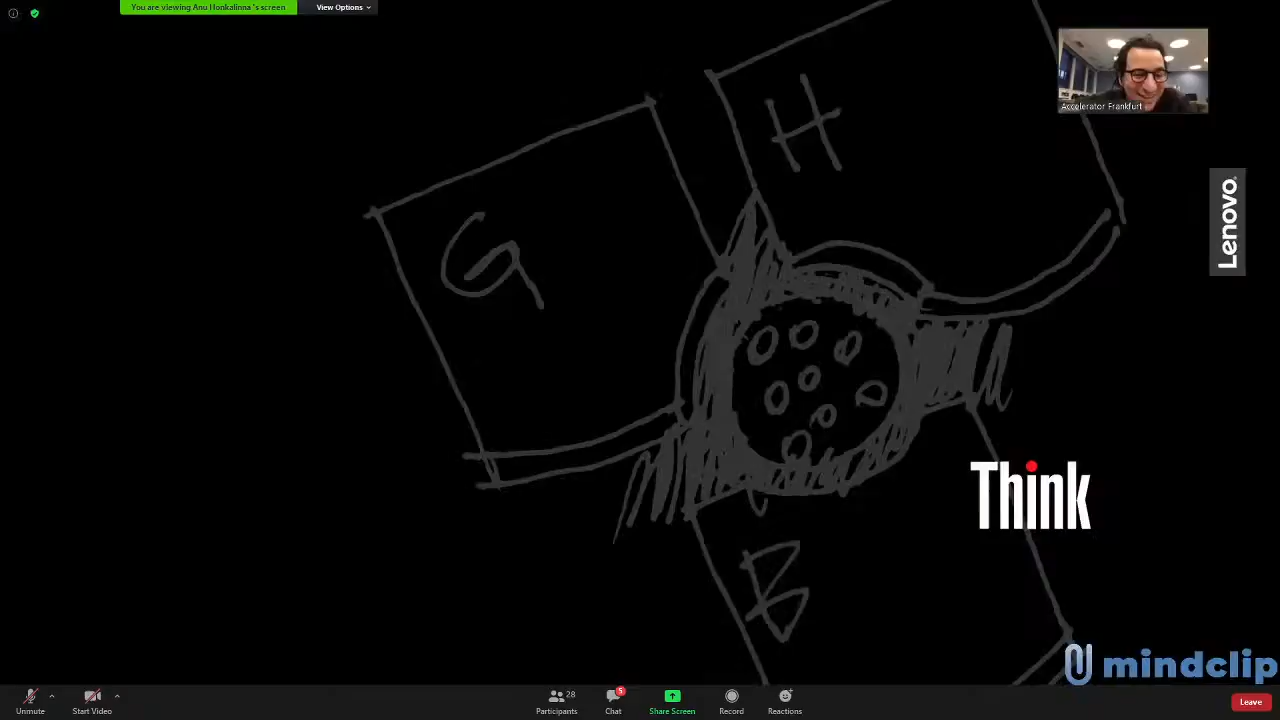 You are viewing Anu Honkalinna 's screen
View Options
H
Accelerator Frankfurt
G
Lenovo
Think
B
mindclip
Unmute
Start Video
Participants
28
Chat
5
Share Screen
Record
Reactions
Leave